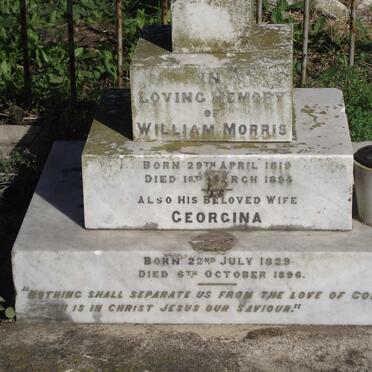 IN
LOVING MEMORY
OF
WILLIAM MORRIS
BORN 29TH APRIL 1819
DIED 16TH MARCH 1894
ALSO HIS BELOVED WIFE
GEORGINA
BORN 22ND JULY 1829
DIED 6TH OCTOBER 1896.
"NOTHING SHALL SEPARATE US FROM THE LOVE OF GOD
IS IN CHRIST JESUS OUR SAVIOUR."